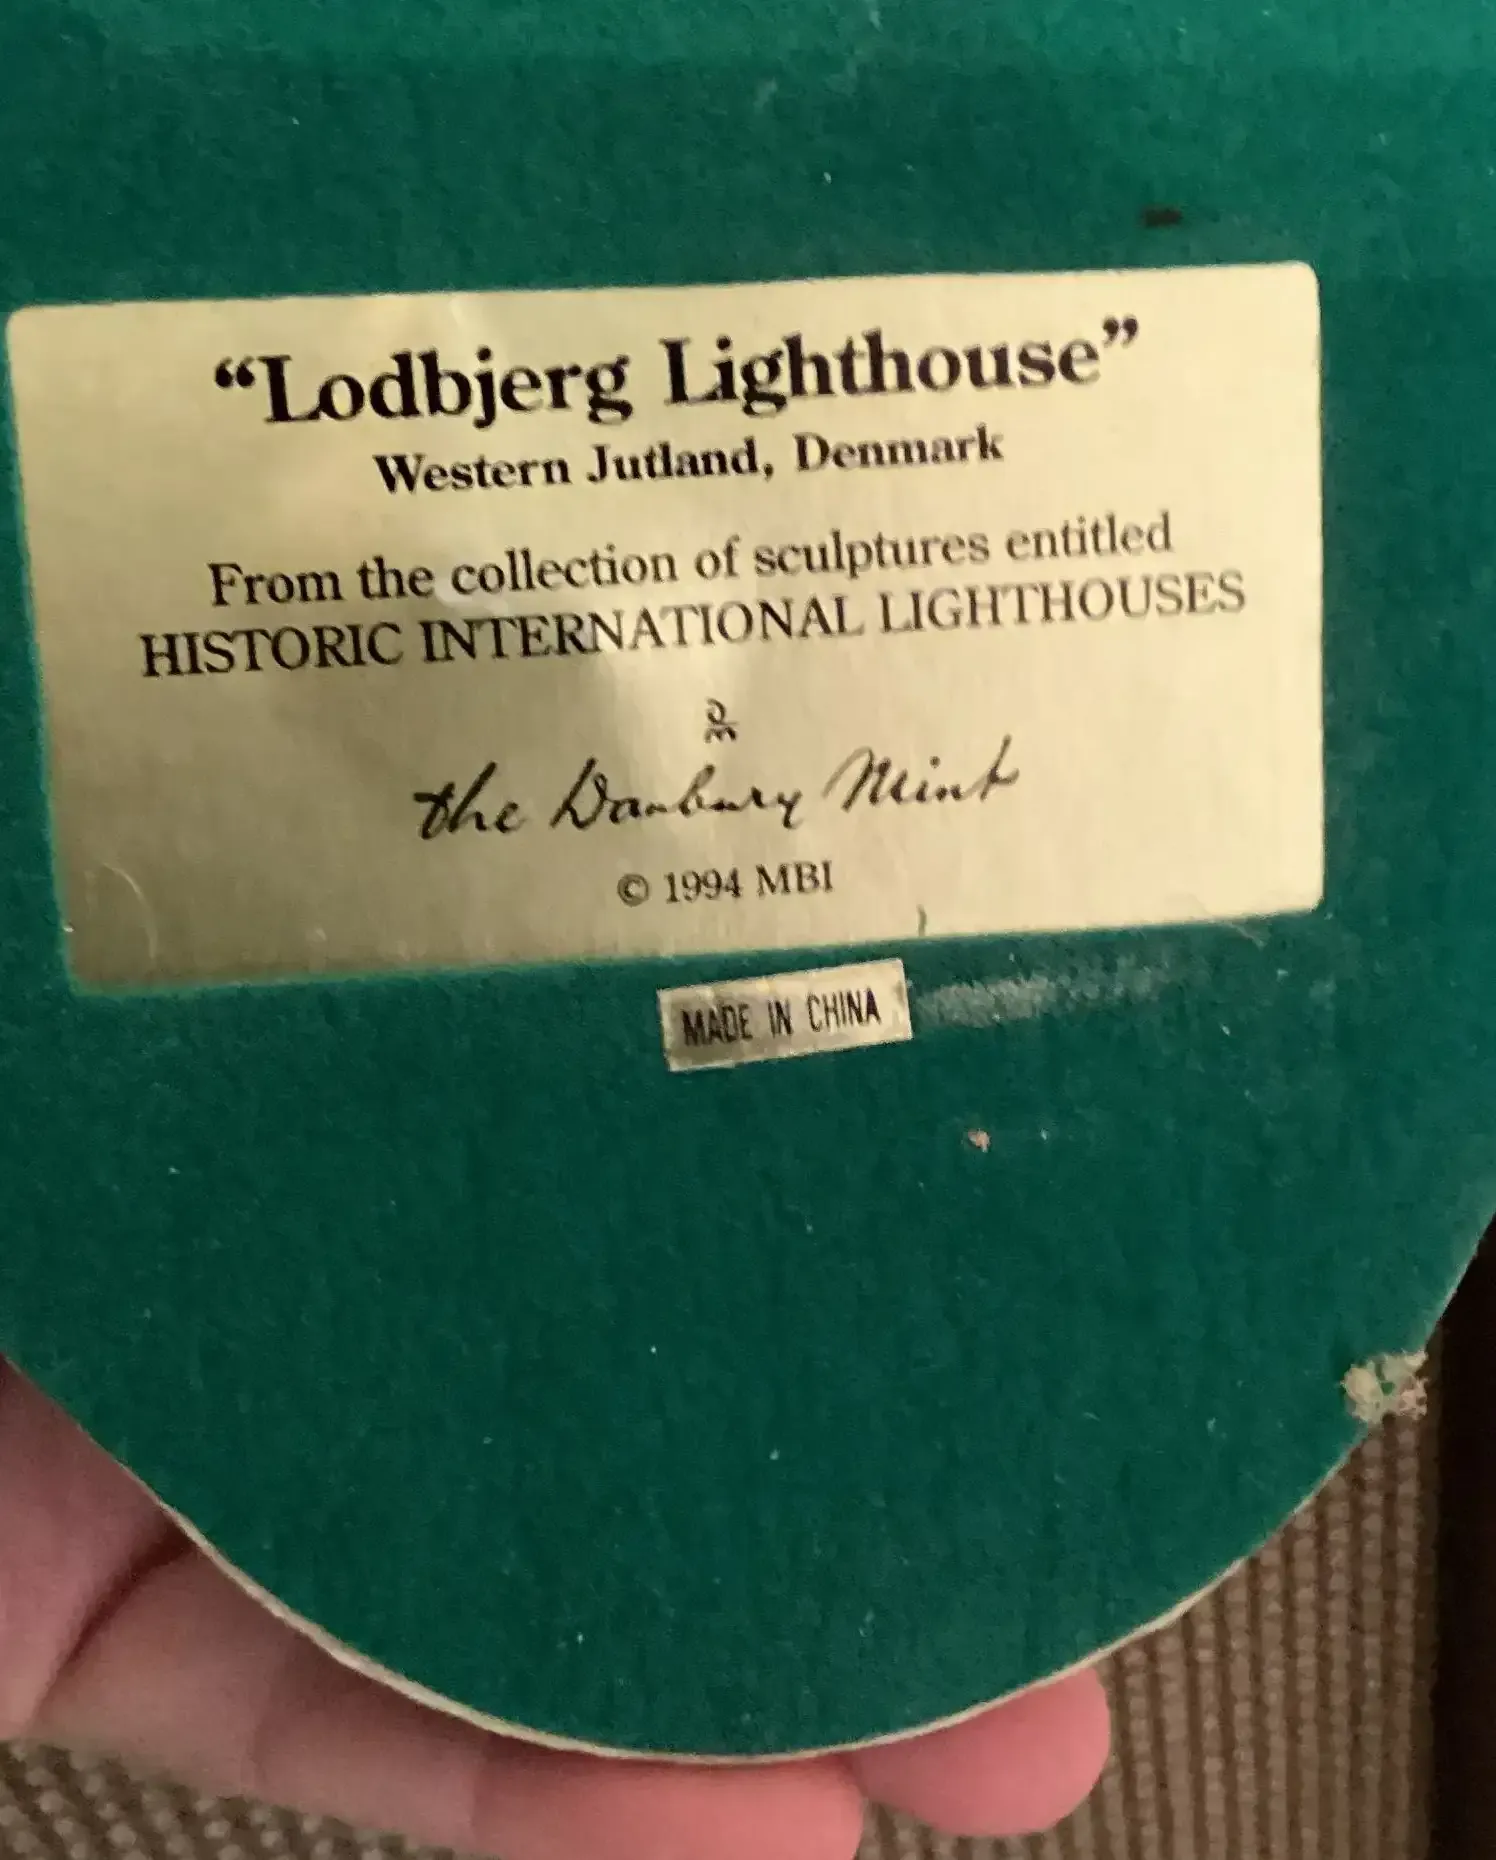 “Lodbjerg Lighthouse”
Western Jutland, Denmark
From the collection of sculptures entitled
HISTORIC INTERNATIONAL LIGHTHOUSES
DM
the Danbury Mint
© 1994 MBI
MADE IN CHINA